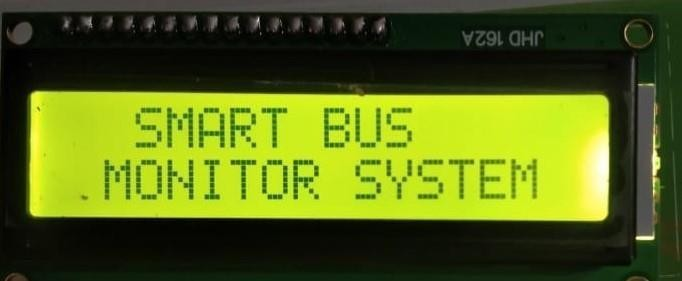 JHD 162A
SMART BUS
MONITOR SYSTEM